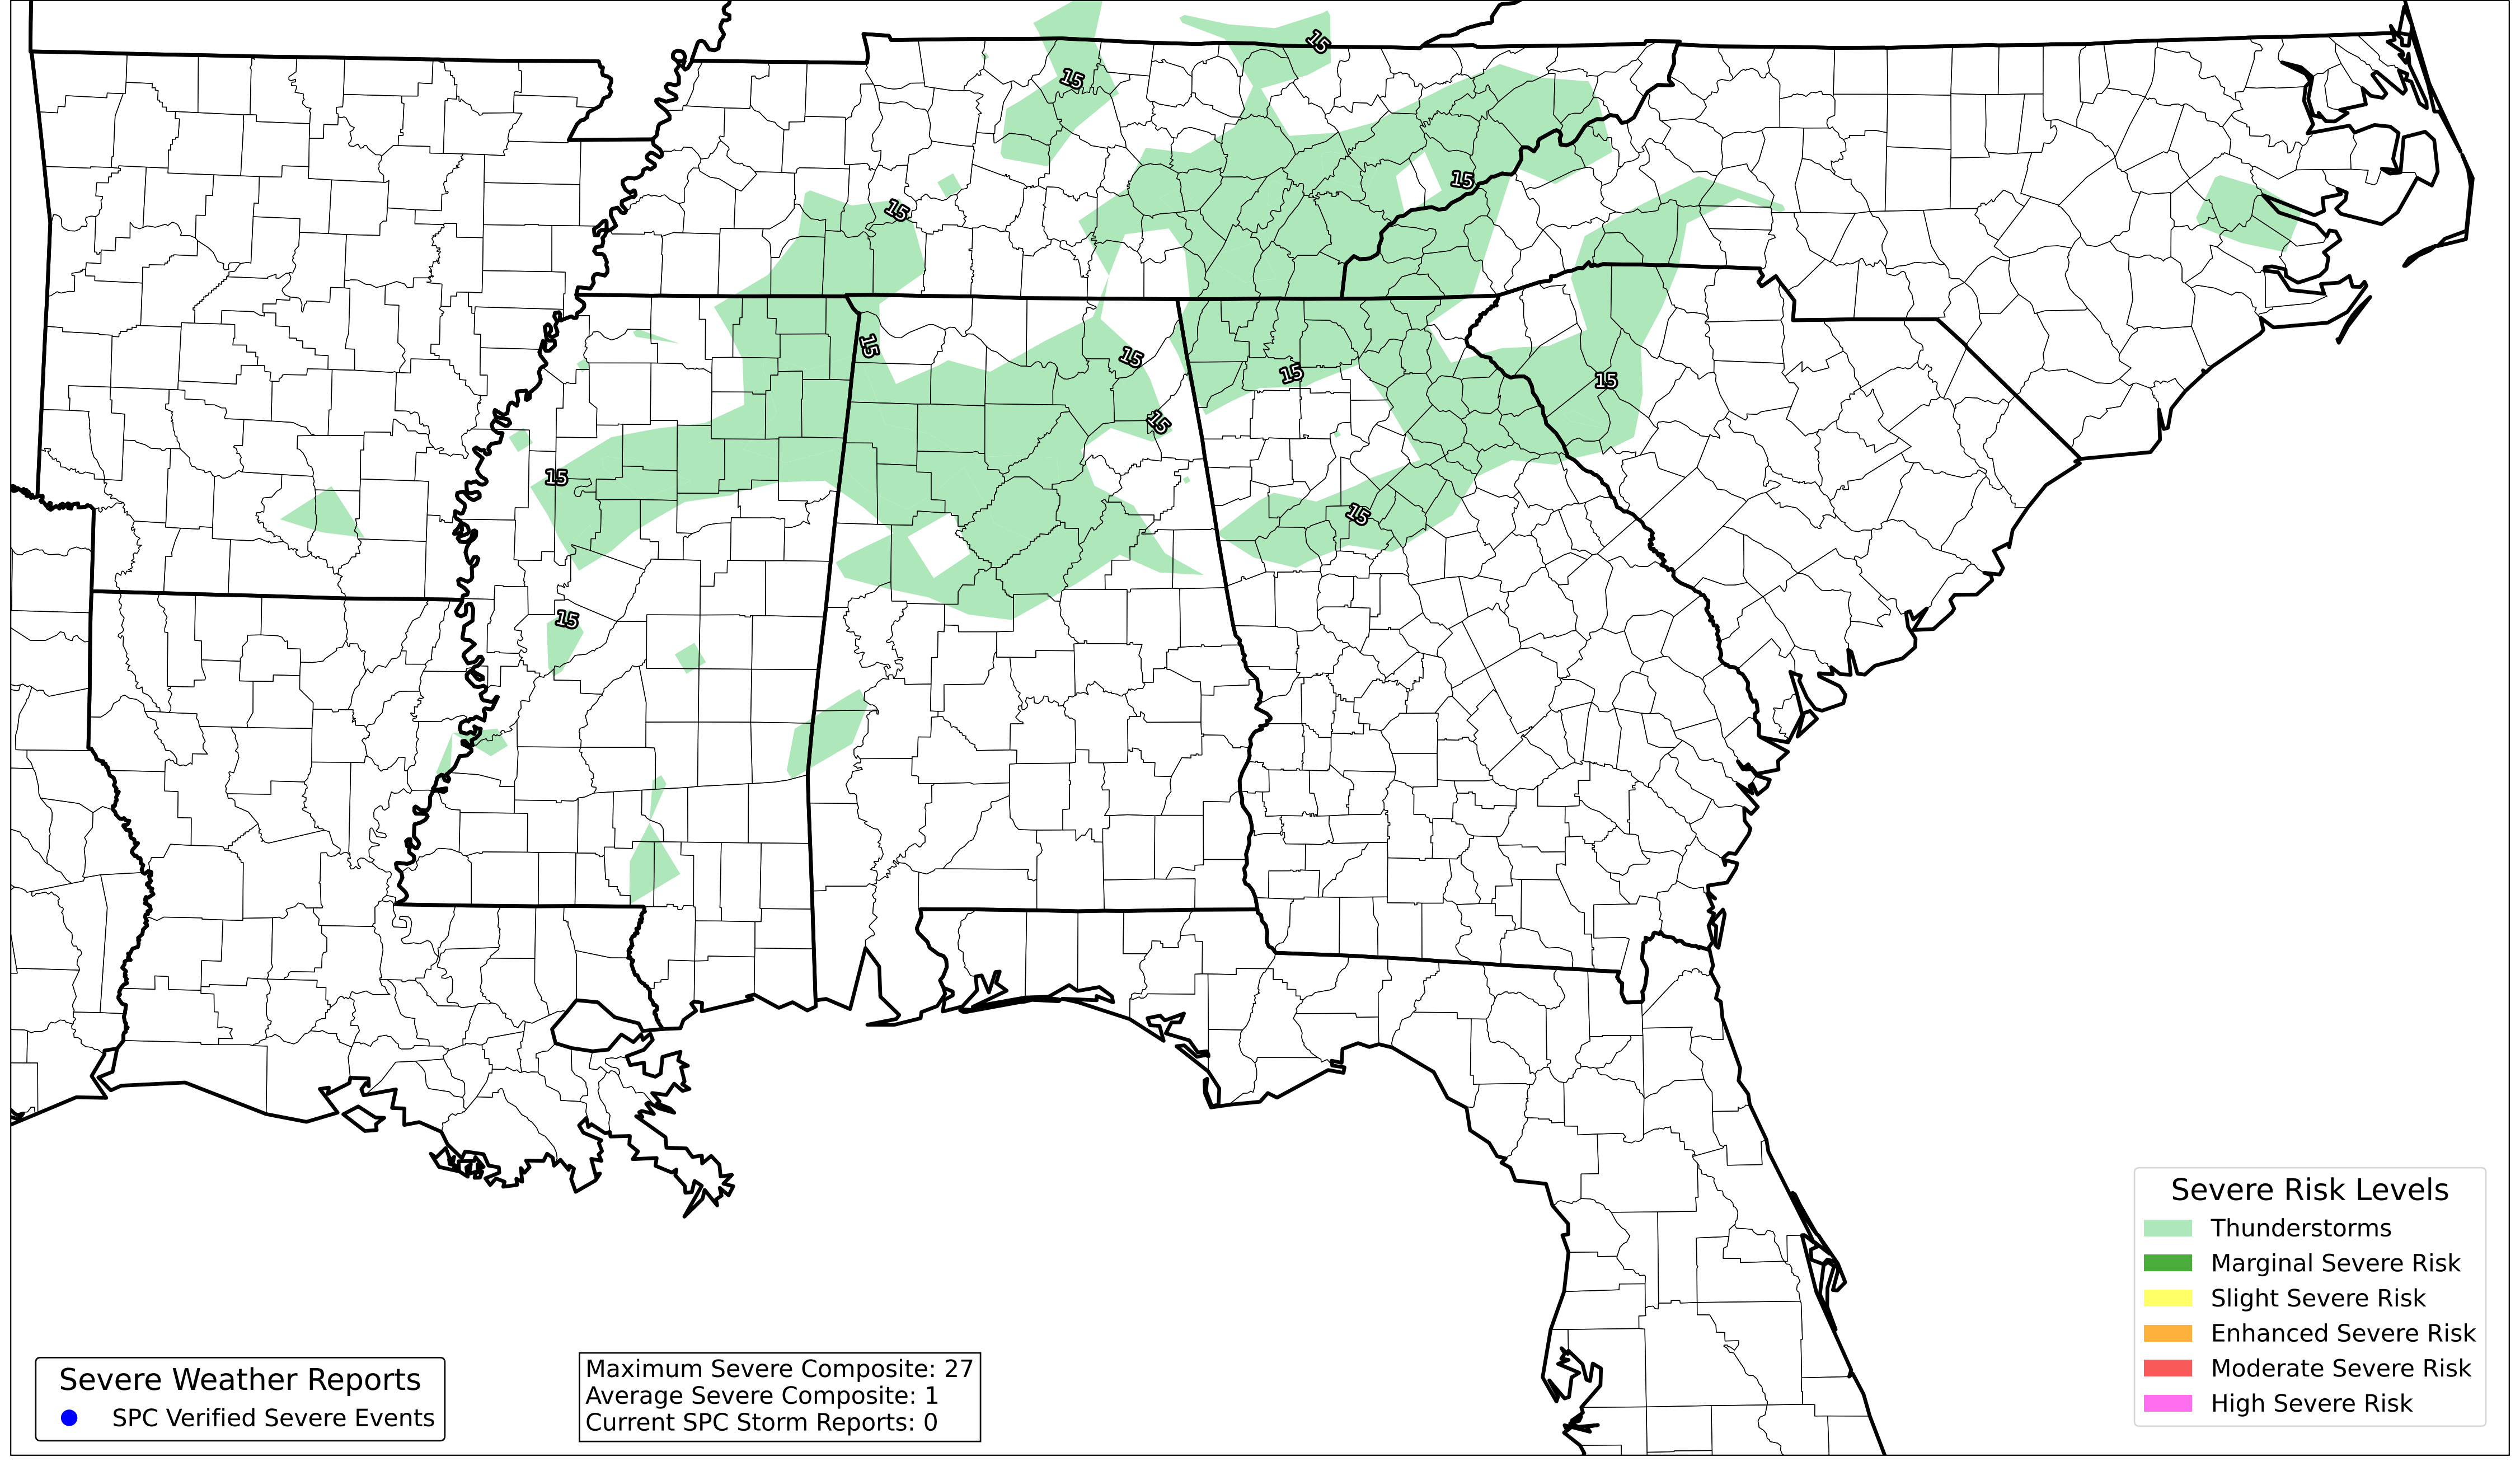 15
15
15
15
15
15
15
15
15
15
15
15
Severe Risk Levels
Thunderstorms
Marginal Severe Risk
Slight Severe Risk
Enhanced Severe Risk
Moderate Severe Risk
High Severe Risk
Severe Weather Reports
SPC Verified Severe Events
Maximum Severe Composite: 27
Average Severe Composite: 1
Current SPC Storm Reports: 0